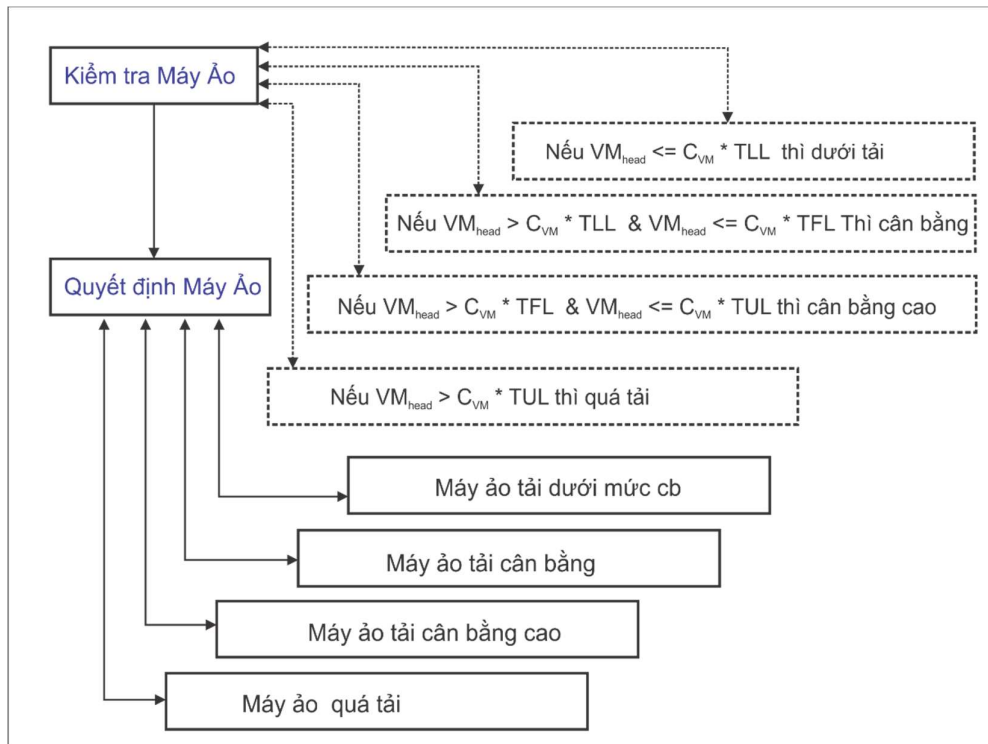 Kiểm tra Máy Ảo
Nếu VMhead <= CVM * TLL thì dưới tải
Nếu VMhead > CVM * TLL & VMhead <= CVM * TFL Thì cân bằng
Quyết định Máy Ảo
Nếu VMhead > CVM * TFL & VMhead <= CVM * TUL thì cân bằng cao
Nếu VMhead > CVM * TUL thì quá tải
Máy ảo tải dưới mức cb
Máy ảo tải cân bằng
Máy ảo tải cân bằng cao
Máy ảo quá tải